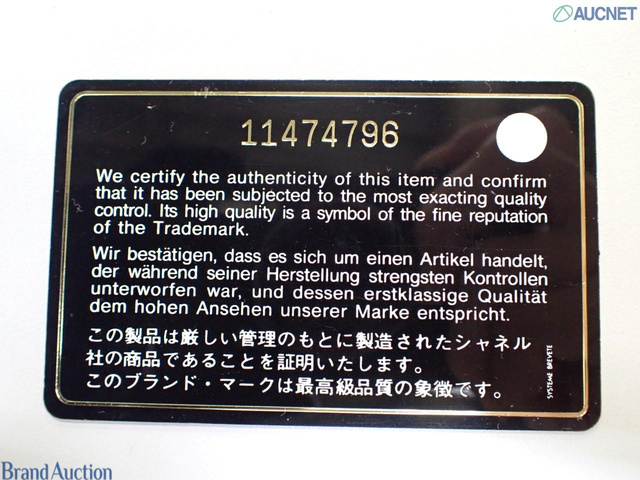 AUCNET
11474796
We certify the authenticity of this item and confirm
that it has been subjected to the most exacting quality
control. Its high quality is a symbol of the fine reputation
of the Trademark.
Wir bestätigen, dass es sich um einen Artikel handelt,
der während seiner Herstellung strengsten Kontrollen
unterworfen war, und dessen erstklassige Qualität
dem hohen Ansehen unserer Marke entspricht.
この製品は厳しい管理のもとに製造されたシャネル
社の商品であることを証明いたします。
このブランド・マークは最高級品質の象徴です。
SYSTEME BREVETE
Brand Auction